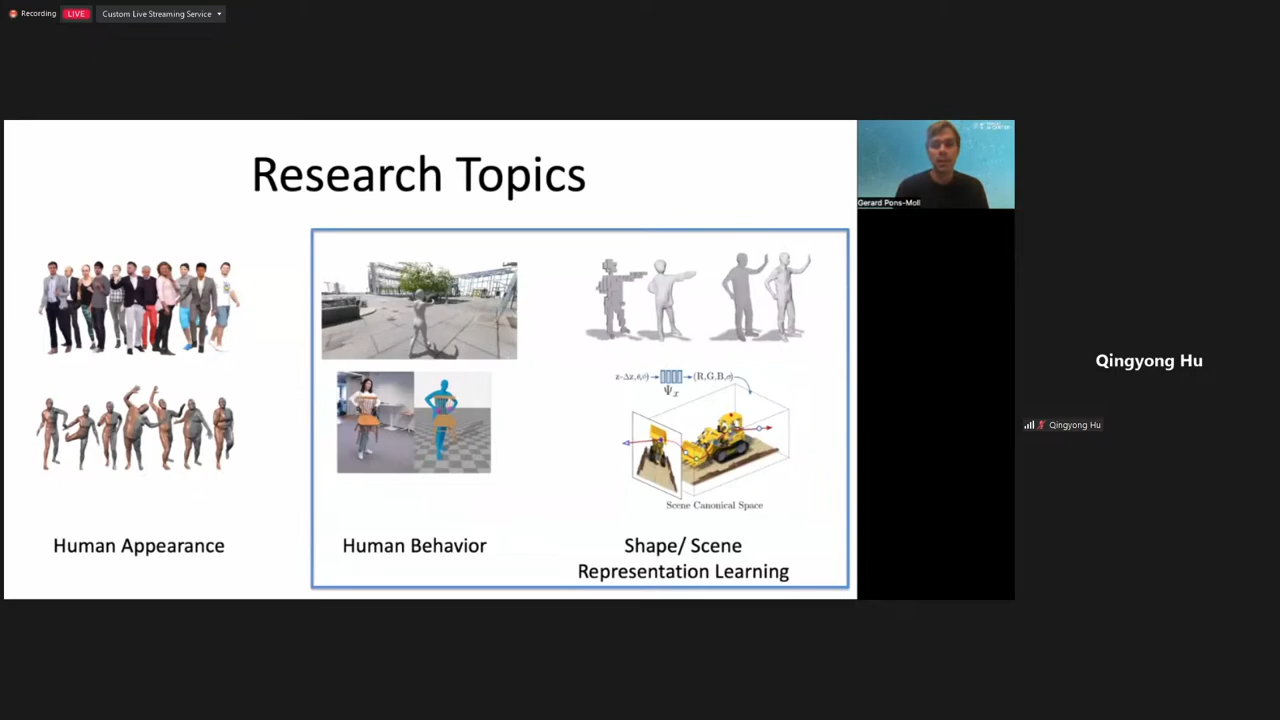 Recording
LIVE
Custom Live Streaming Service
Research Topics
Gerard Pons-Moll
Scene Canonical Space
Human Appearance
Human Behavior
Shape/ Scene
Representation Learning
Qingyong Hu
Qingyong Hu